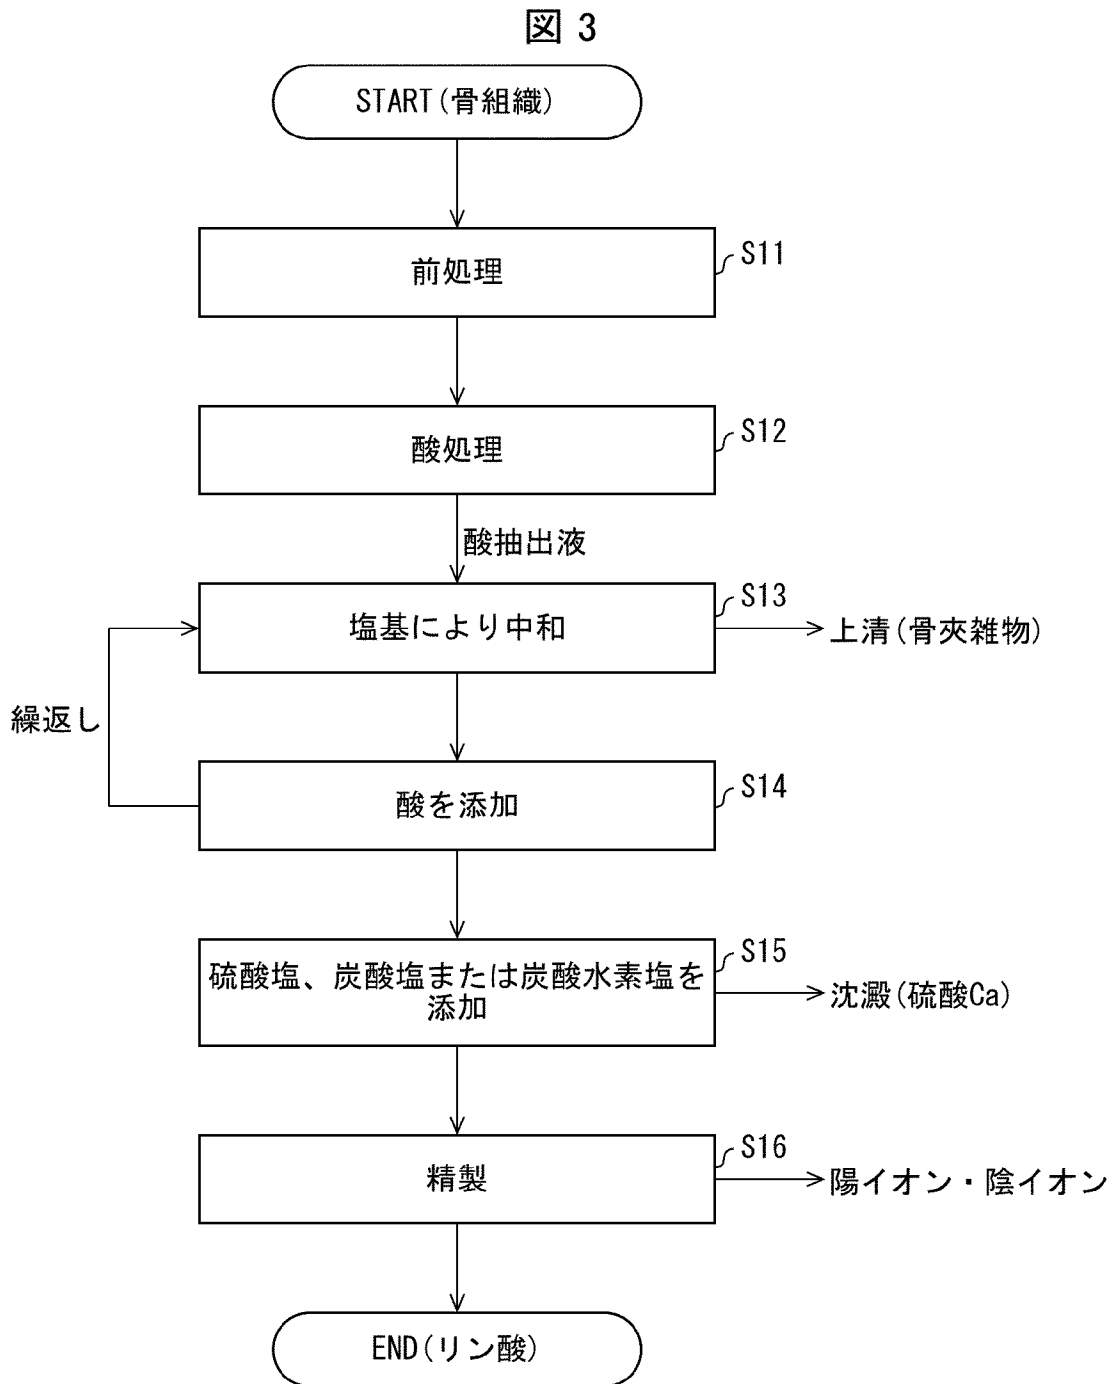 図 3
START(骨組織)
前処理
S11
酸処理
S12
酸抽出液
塩基により中和
S13
上清(骨夾雑物)
繰返し
酸を添加
S14
硫酸塩、炭酸塩または炭酸水素塩を
添加
S15
沈澱(硫酸Ca)
精製
S16
陽イオン・陰イオン
END(リン酸)